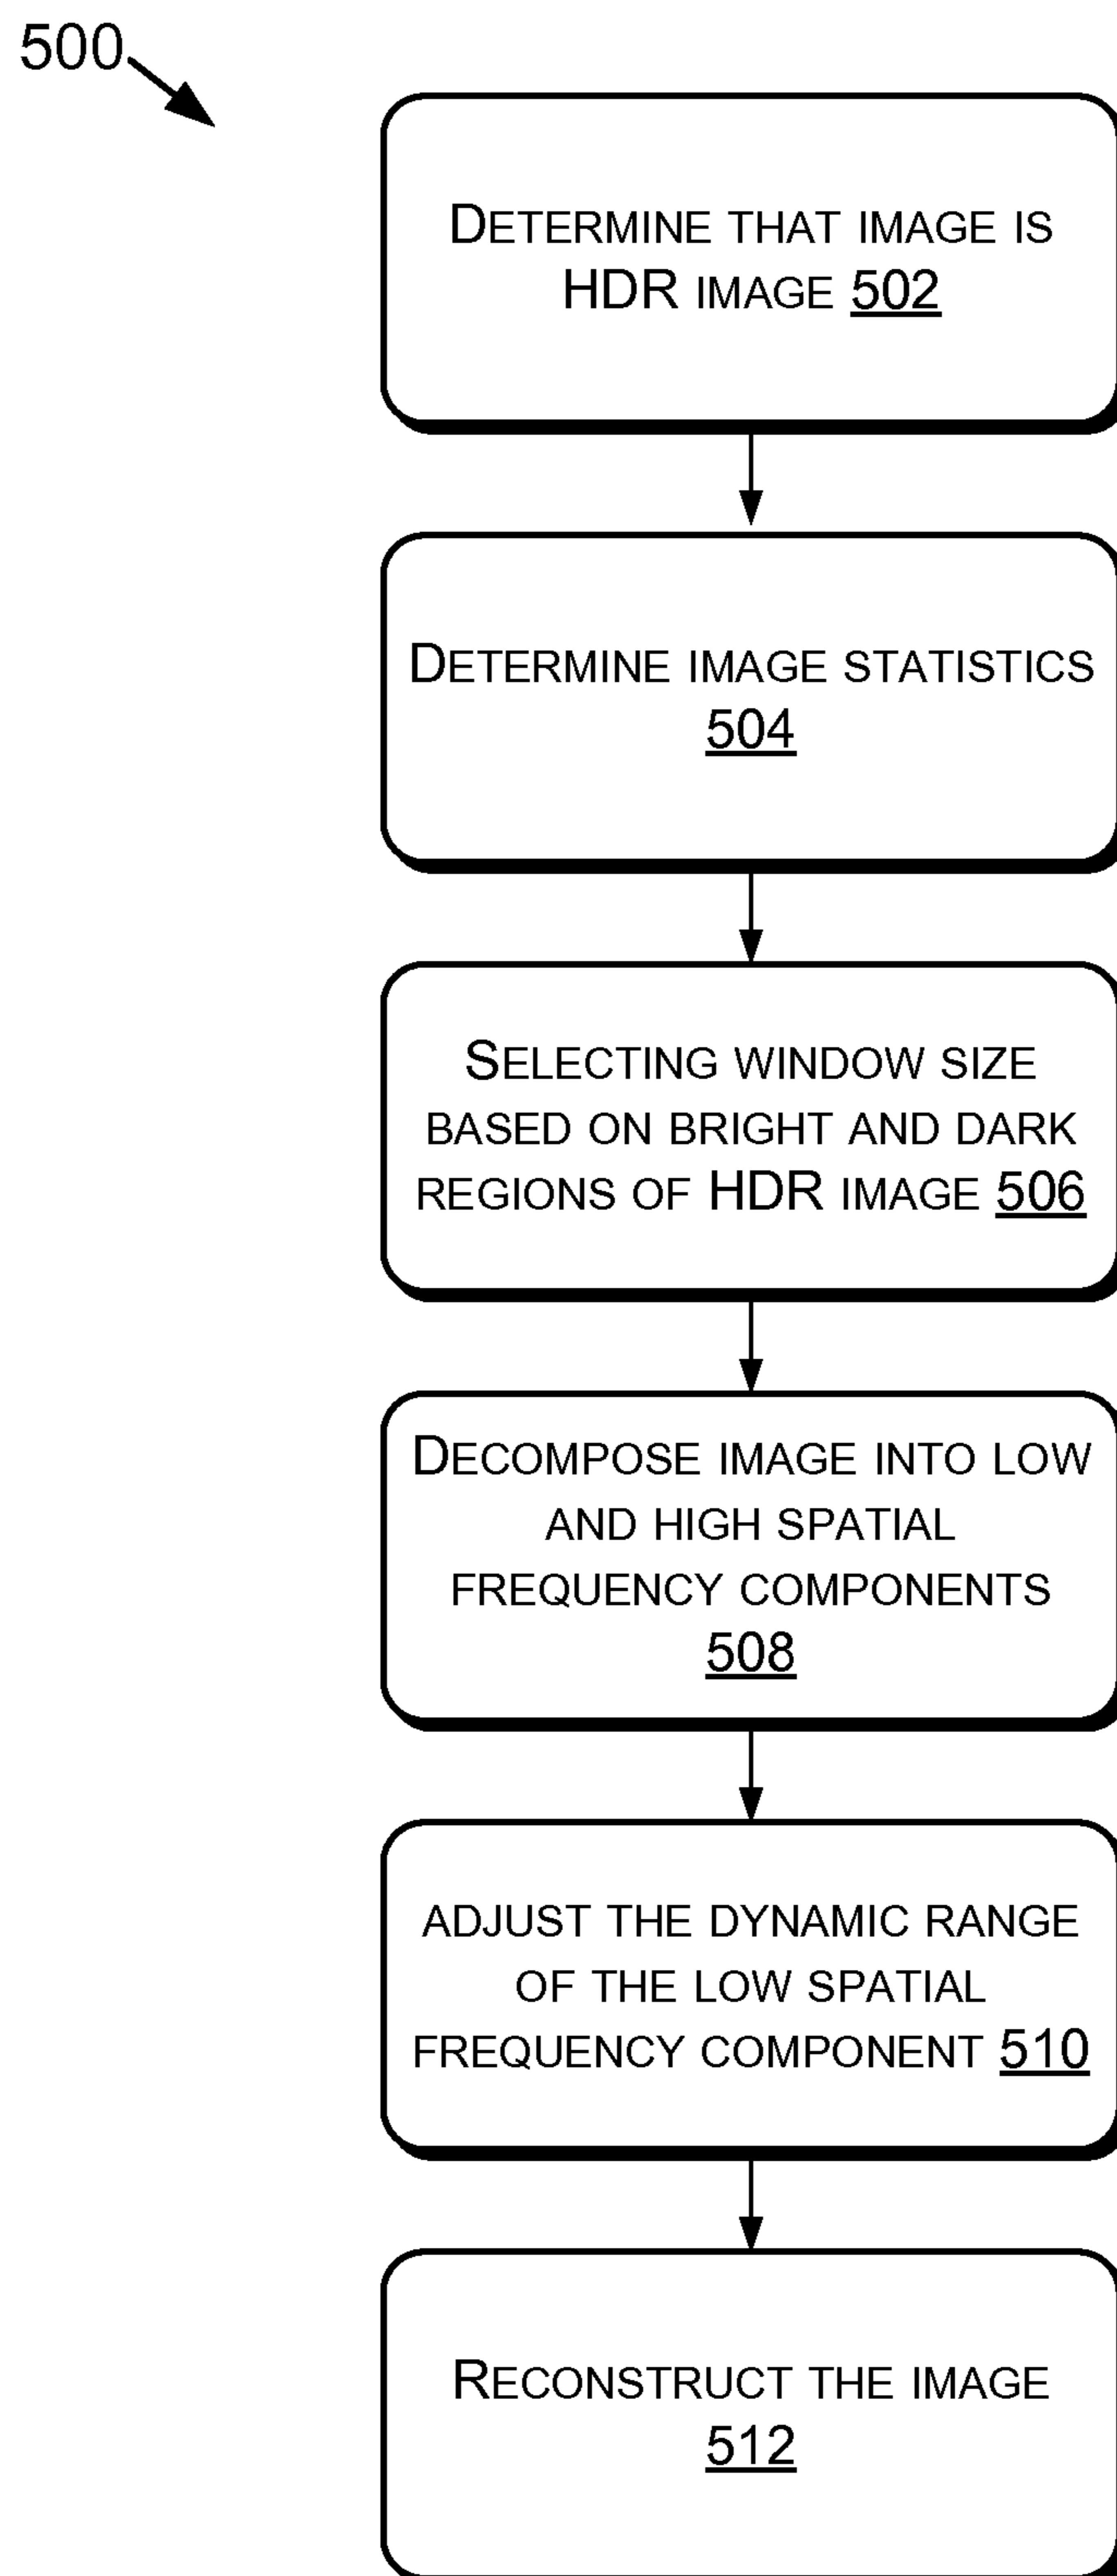 500
DETERMINE THAT IMAGE IS
HDR IMAGE 502
DETERMINE IMAGE STATISTICS
504
SELECTING WINDOW SIZE
BASED ON BRIGHT AND DARK
REGIONS OF HDR IMAGE 506
DECOMPOSE IMAGE INTO LOW
AND HIGH SPATIAL
FREQUENCY COMPONENTS
508
ADJUST THE DYNAMIC RANGE
OF THE LOW SPATIAL
FREQUENCY COMPONENT 510
RECONSTRUCT THE IMAGE
512